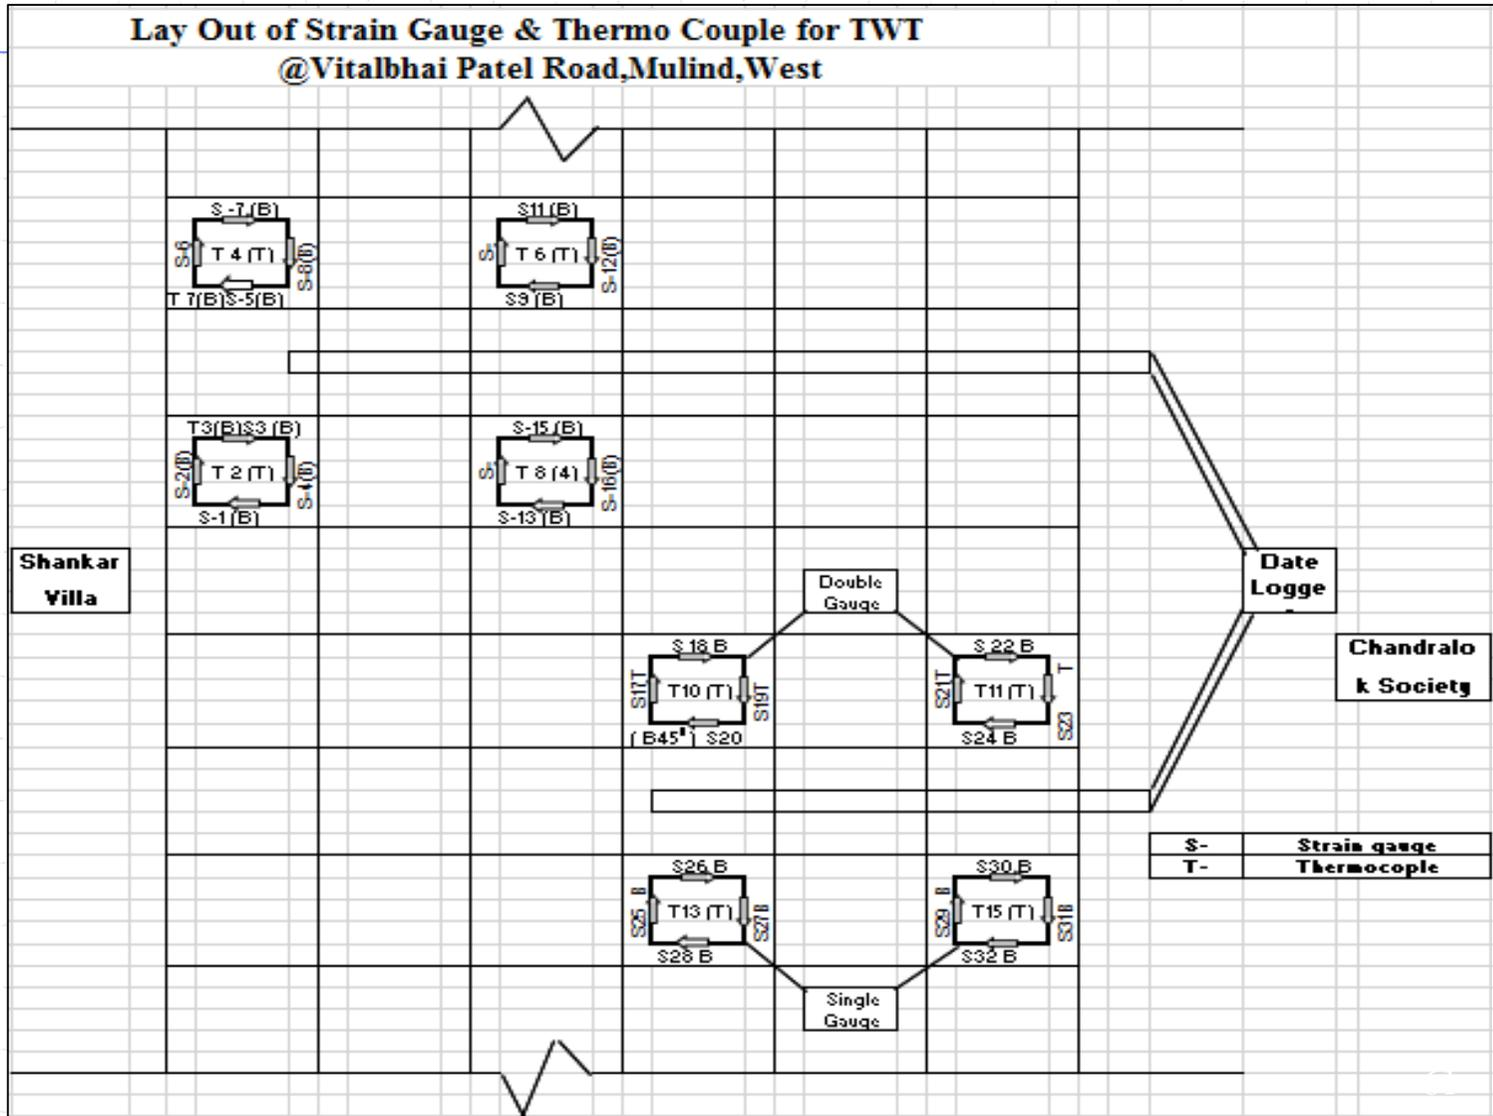 Lay Out of Strain Gauge & Thermo Couple for TWT
@Vitalbhai Patel Road,Mulind,West
S -7 (B)
S-6
T 4 (T)
S-8(B)
T 7(B)S-5(B)
S11 (B)
S-
T 6 (T)
S-12(B)
S9 (B)
T3(B)S3 (B)
S-2(B)
T 2 (T)
S-4(B)
S-1 (B)
S-15 (B)
S-
T 8 (4)
S-16(B)
S-13 (B)
Shankar
Villa
Double
Gauge
Date
Logge
S 18 B
S17T
T10 (T)
S19T
( B45") S20
S 22 B
S21T
T11 (T)
T
S23
S24 B
Chandralo
k Society
S- Strain gauge
T- Thermocople
S26 B
S25 B
T13 (T)
S27B
S28 B
S30 B
S29 B
T15 (T)
S31B
S32 B
Single
Gauge